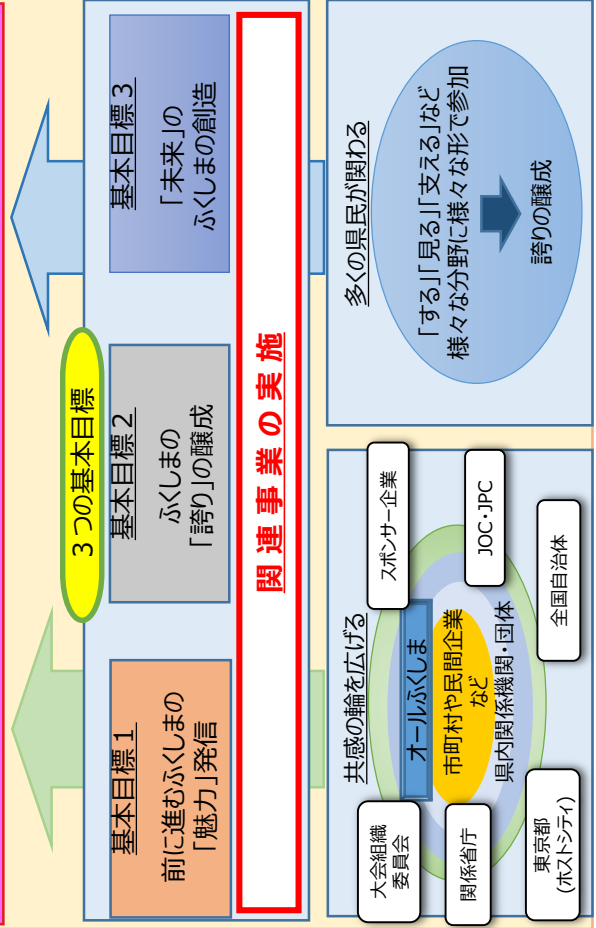 ３つの基本目標
基本目標１
前に進むふくしまの
「魅力」発信
基本目標２
ふくしまの
「誇り」の醸成
基本目標３
「未来」の
ふくしまの創造
関連事業の実施
共感の輪を広げる
オールふくしま
市町村や民間企業
など
県内関係機関・団体
大会組織
委員会
関係省庁
東京都
(ホストシティ)
スポンサー企業
JOC・JPC
全国自治体
多くの県民が関わる
「する」「見る」「支える」など
様々な分野に様々な形で参加
誇りの醸成